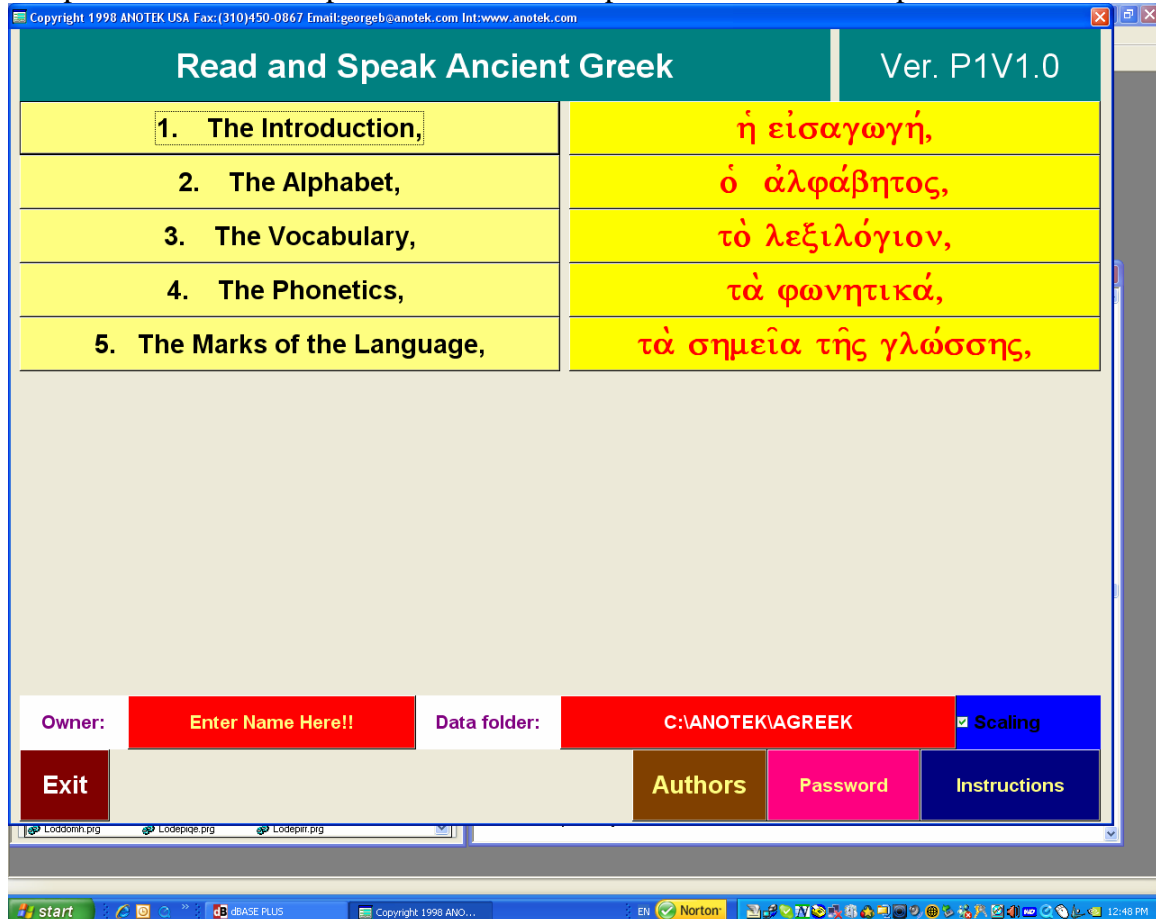 Copyright 1998 ANOTEK USA Fax:(310)450-0867 Email:georgeb@anotek.com Int:www.anotek.com
Read and Speak Ancient Greek
Ver. P1V1.0
1. The Introduction,
ἡ εἰσαγωγή,
2. The Alphabet,
ὁ ἀλφάβητος,
3. The Vocabulary,
τὸ λεξιλόγιον,
4. The Phonetics,
τὰ φωνητικά,
5. The Marks of the Language,
τὰ σημεῖα τῆς γλώσσης,
Owner:
Enter Name Here!!
Data folder:
C:\ANOTEK\AGREEK
Scaling
Exit
Authors
Password
Instructions
Loddomh.prg
Lodepiqe.prg
Lodepirr.prg
start
dBASE PLUS
Copyright 1998 ANO...
EN
Norton
12:48 PM